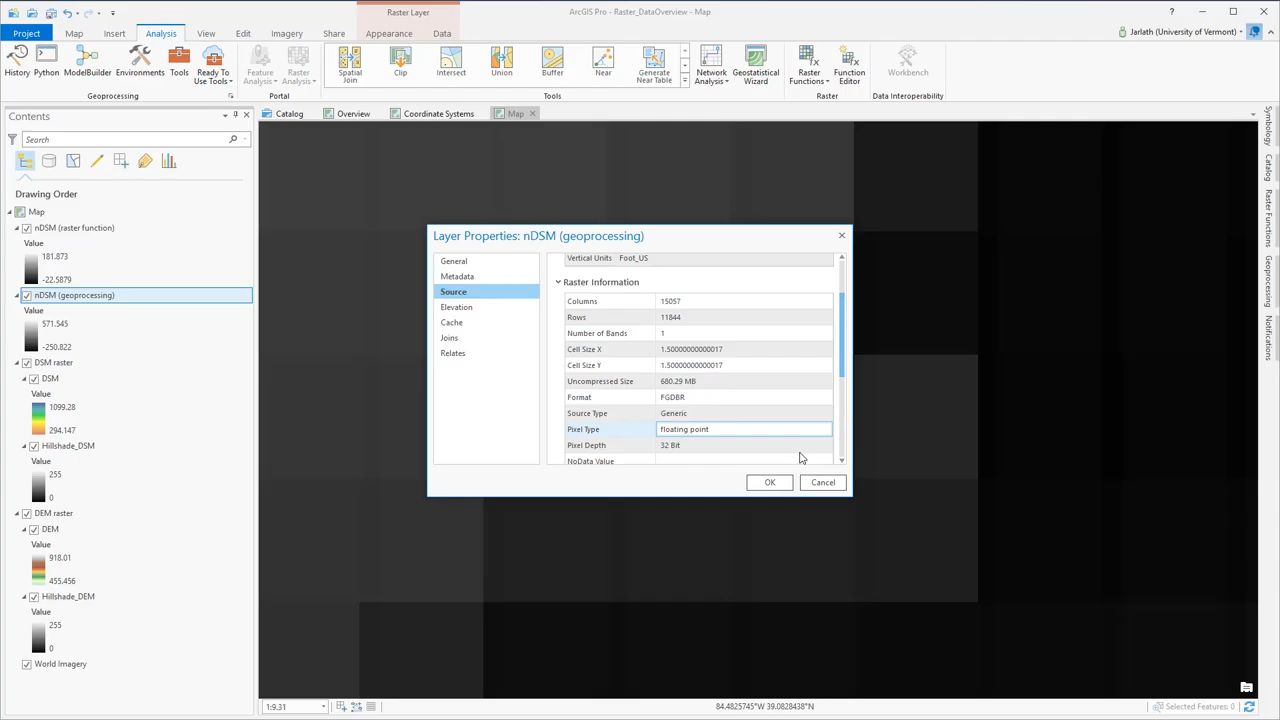 Raster Layer
ArcGIS Pro - Raster_DataOverview - Map
?
Project
Map
Insert
Analysis
View
Edit
Imagery
Share
Appearance
Data
Jarlath (University of Vermont)
History
Python
ModelBuilder
Environments
Tools
Ready To
Use Tools
Feature
Analysis
Raster
Analysis
Spatial
Join
Clip
Intersect
Union
Buffer
Near
Generate
Near Table
Network
Analysis
Geostatistical
Wizard
Raster
Functions
Function
Editor
Workbench
Geoprocessing
Portal
Tools
Raster
Data Interoperability
Contents
Search
Drawing Order
Map
nDSM (raster function)
Value
181.873
-22.5879
nDSM (geoprocessing)
Value
571.545
-250.822
DSM raster
DSM
Value
1099.28
294.147
Hillshade_DSM
Value
255
0
DEM raster
DEM
Value
918.01
455.456
Hillshade_DEM
Value
255
0
World Imagery
Catalog
Overview
Coordinate Systems
Map
Layer Properties: nDSM (geoprocessing)
General
Metadata
Source
Elevation
Cache
Joins
Relates
Vertical Units Foot_US
Raster Information
Columns 15057
Rows 11844
Number of Bands 1
Cell Size X 1.50000000000017
Cell Size Y 1.50000000000017
Uncompressed Size 680.29 MB
Format FGDBR
Source Type Generic
Pixel Type floating point
Pixel Depth 32 Bit
NoData Value
OK
Cancel
Symbology
Catalog
Raster Functions
Geoprocessing
Notifications
1:9.31
84.4825745°W 39.0828438°N
Selected Features: 0